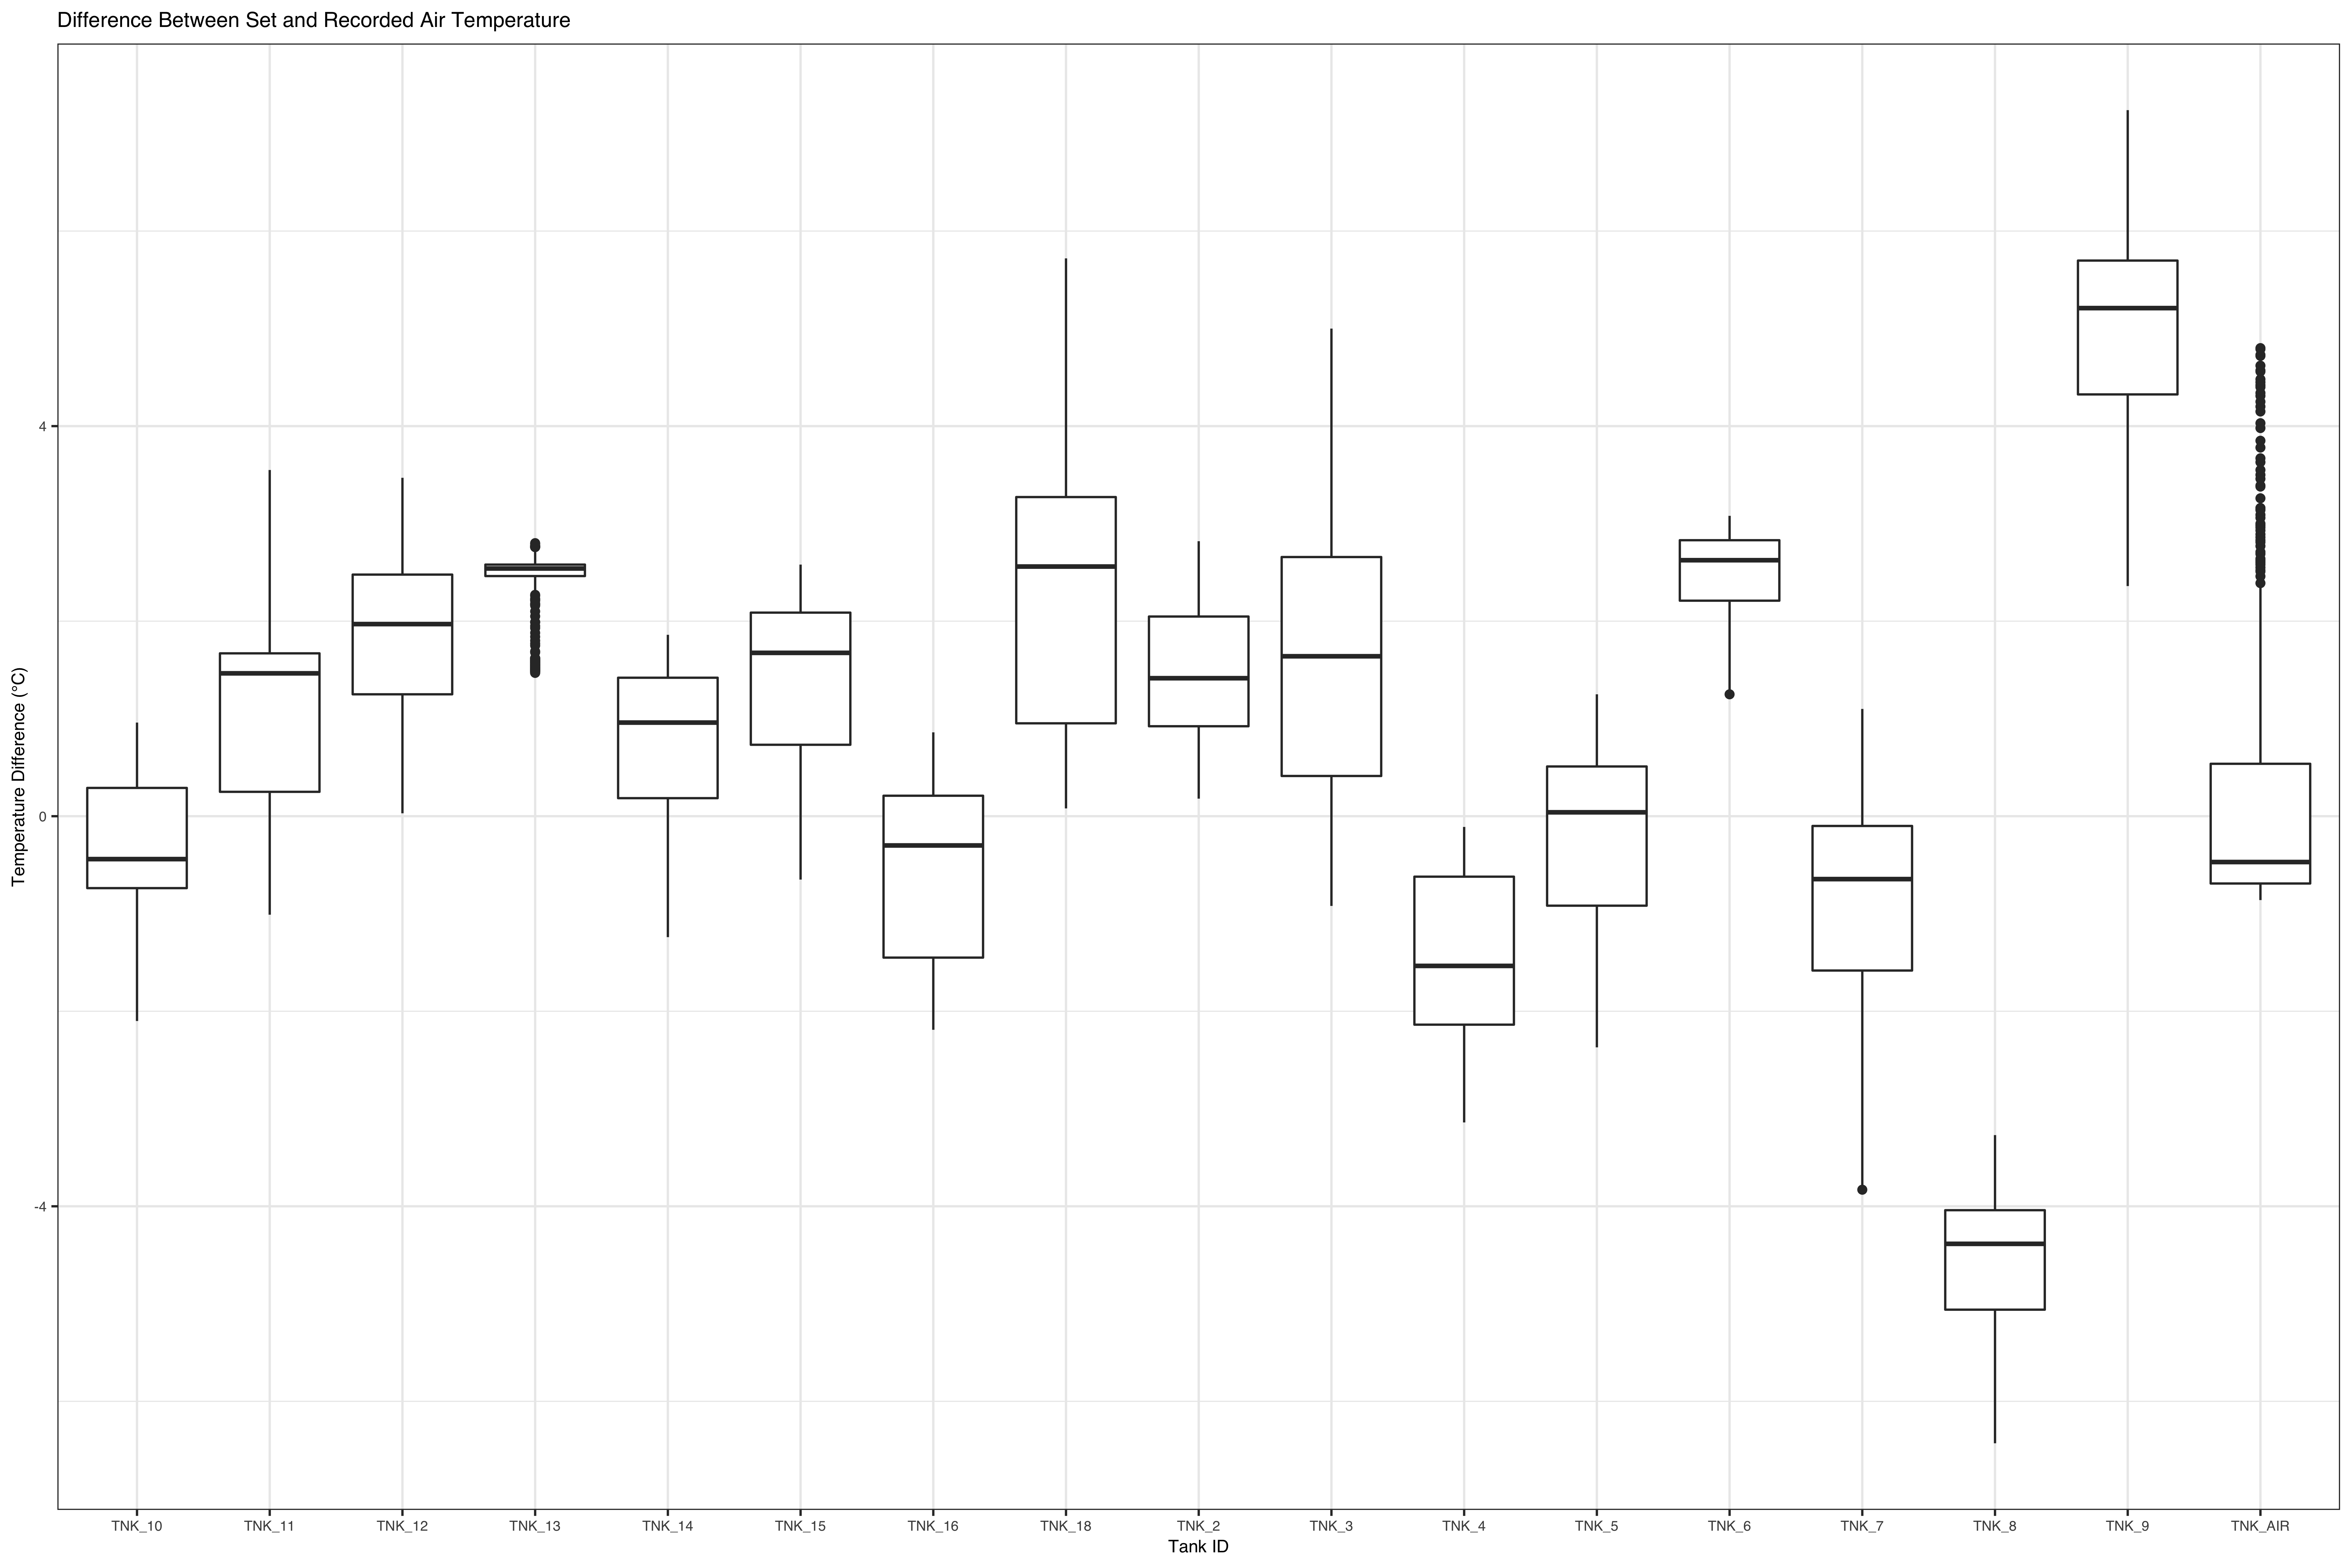 Difference Between Set and Recorded Air Temperature
Temperature Difference (°C)
4
0
-4
TNK_10 TNK_11 TNK_12 TNK_13 TNK_14 TNK_15 TNK_16 TNK_18 TNK_2 TNK_3 TNK_4 TNK_5 TNK_6 TNK_7 TNK_8 TNK_9 TNK_AIR
Tank ID